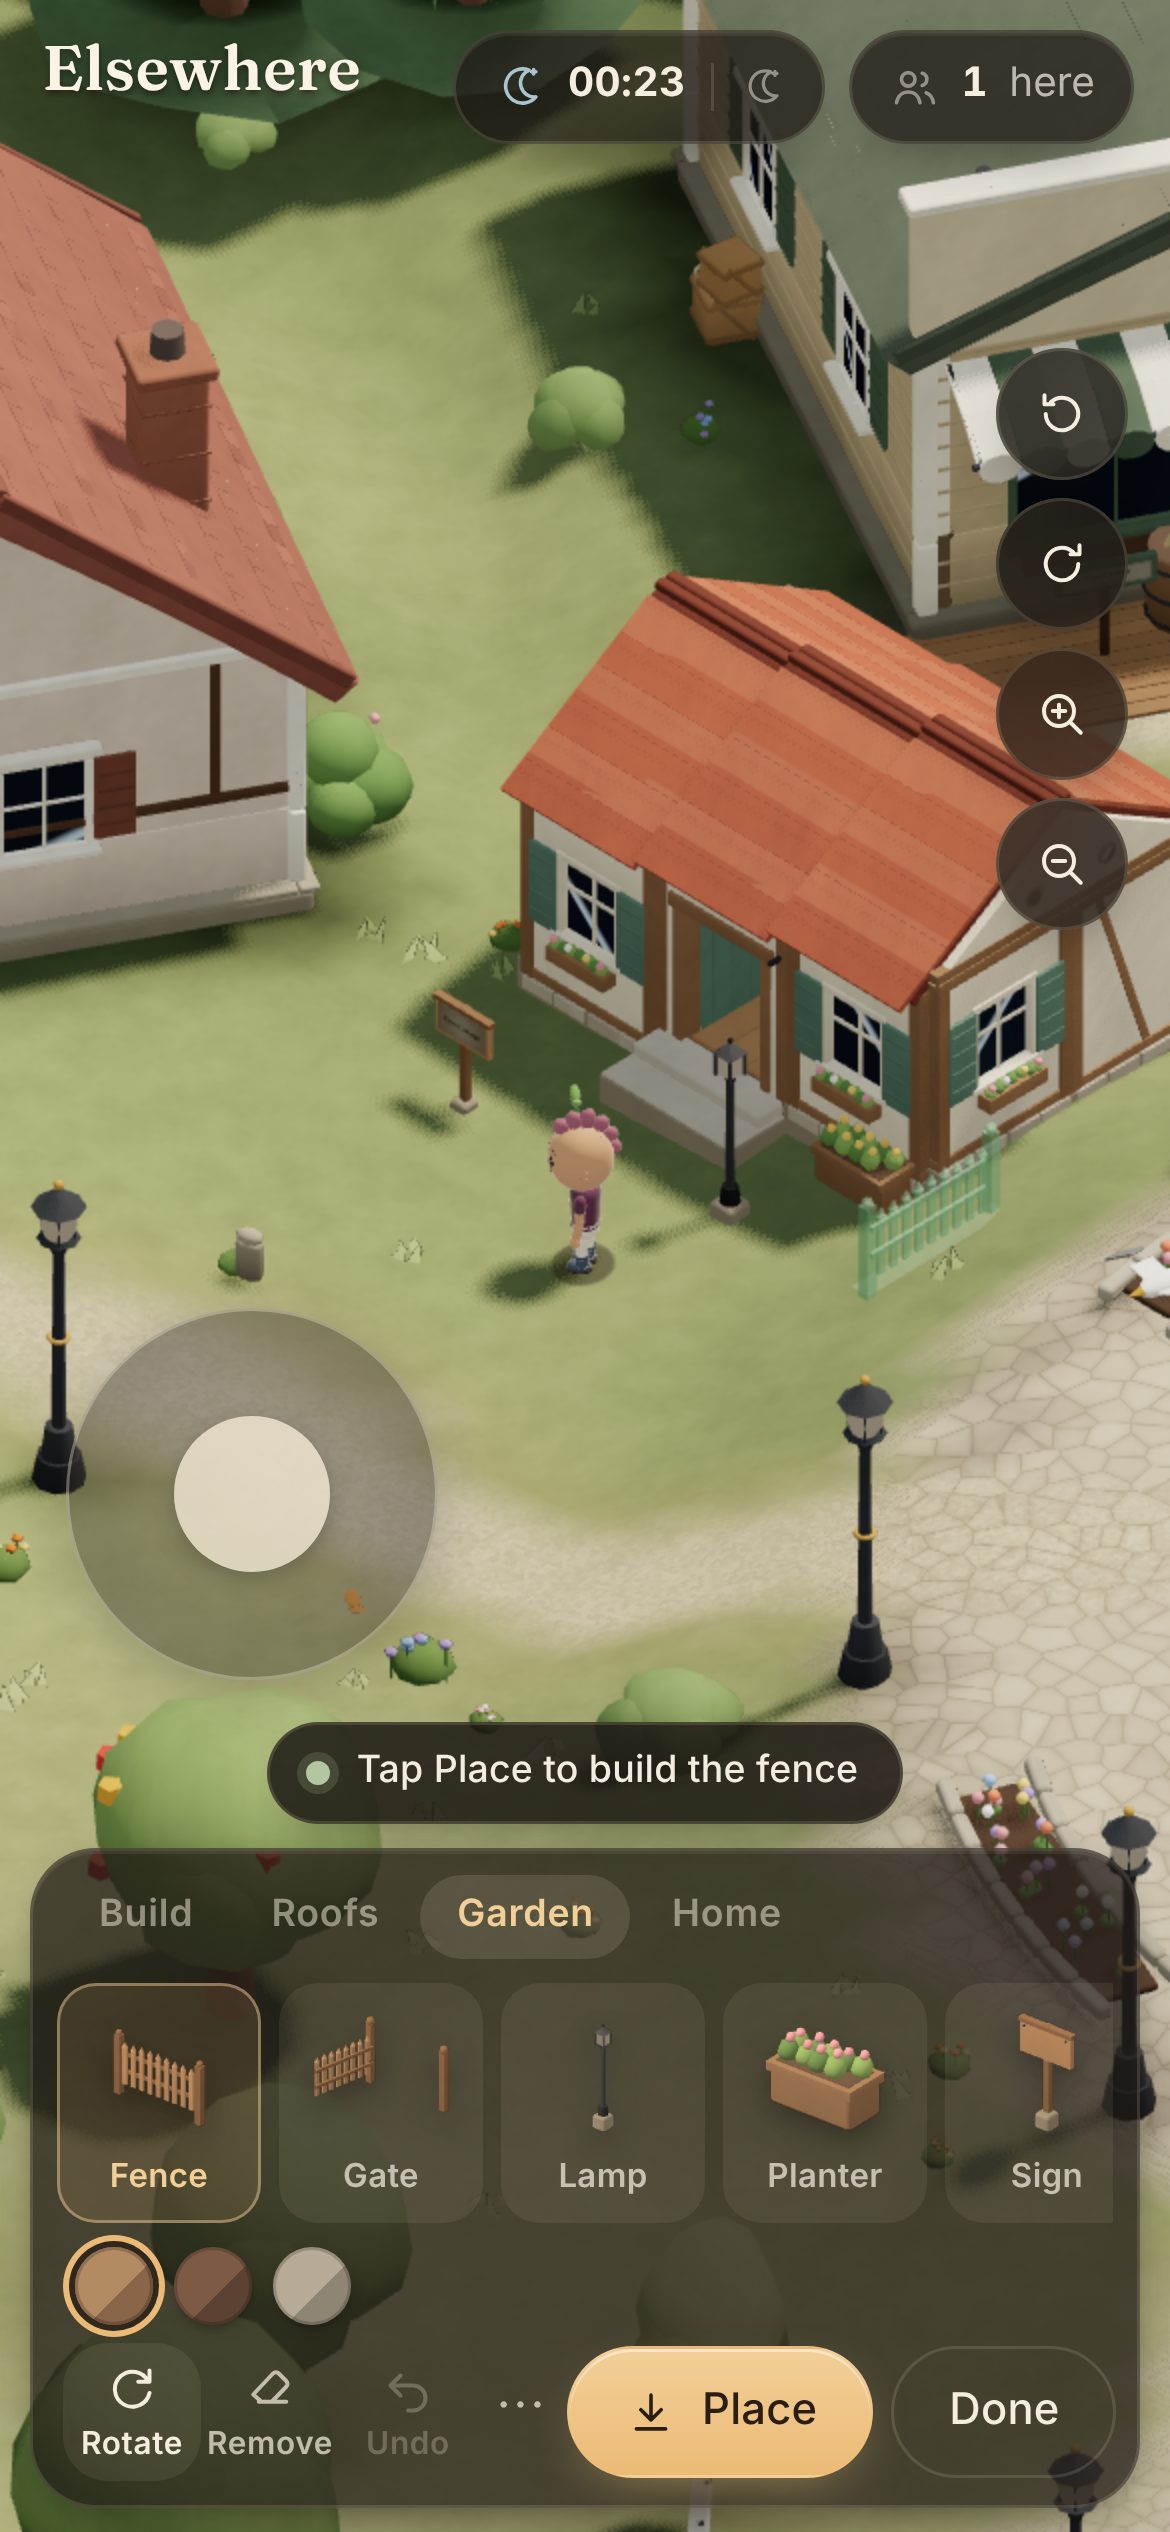 Elsewhere
00:23
1 here
Tap Place to build the fence
Build Roofs Garden Home
Fence Gate Lamp Planter Sign
Rotate Remove Undo ... Place Done